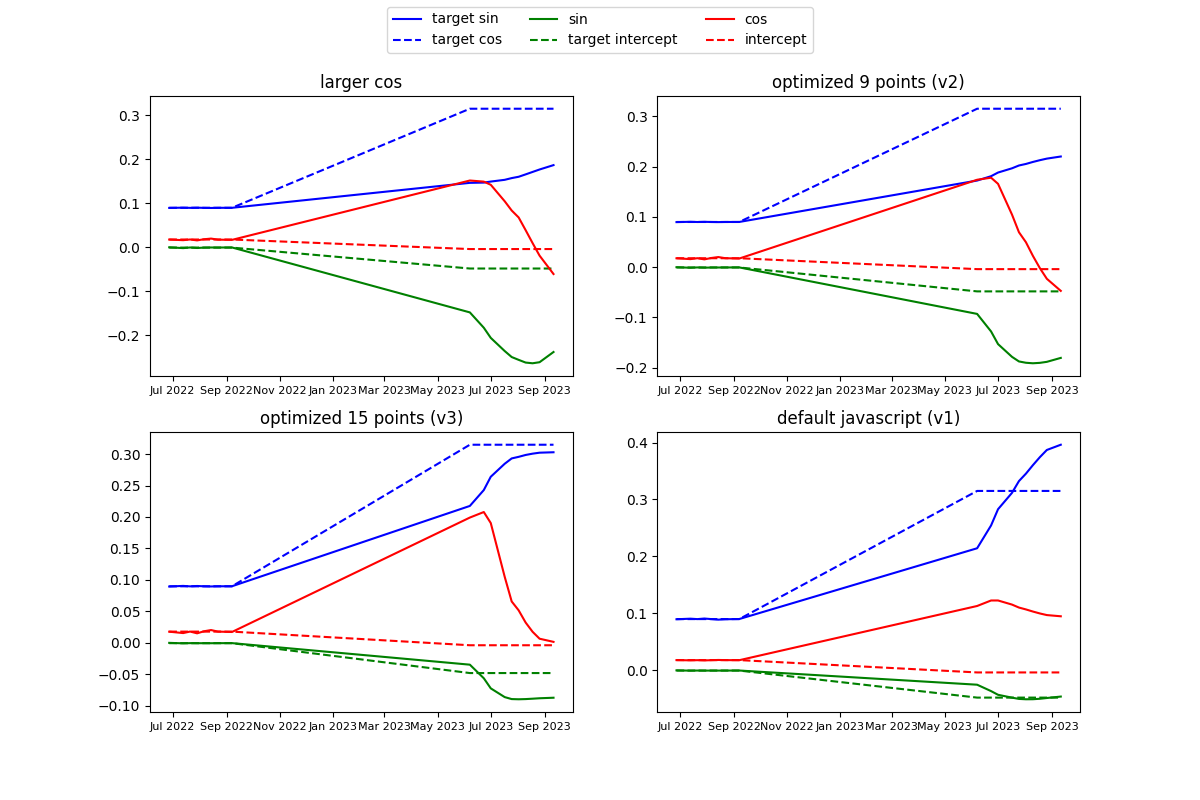 target sin sin cos
target cos target intercept intercept
larger cos
0.3
0.2
0.1
0.0
−0.1
−0.2
Jul 2022 Sep 2022 Nov 2022 Jan 2023 Mar 2023 May 2023 Jul 2023 Sep 2023
optimized 9 points (v2)
0.3
0.2
0.1
0.0
−0.1
−0.2
Jul 2022 Sep 2022 Nov 2022 Jan 2023 Mar 2023 May 2023 Jul 2023 Sep 2023
optimized 15 points (v3)
0.30
0.25
0.20
0.15
0.10
0.05
0.00
−0.05
−0.10
Jul 2022 Sep 2022 Nov 2022 Jan 2023 Mar 2023 May 2023 Jul 2023 Sep 2023
default javascript (v1)
0.4
0.3
0.2
0.1
0.0
Jul 2022 Sep 2022 Nov 2022 Jan 2023 Mar 2023 May 2023 Jul 2023 Sep 2023